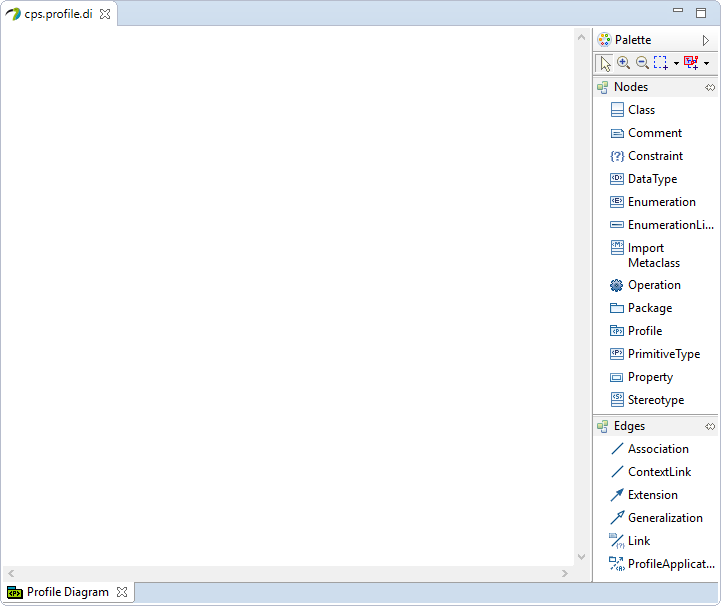 cps.profile.di
Palette
Nodes
Class
Comment
Constraint
DataType
Enumeration
EnumerationLi...
Import
Metaclass
Operation
Package
Profile
PrimitiveType
Property
Stereotype
Edges
Association
ContextLink
Extension
Generalization
Link
ProfileApplicat...
Profile Diagram